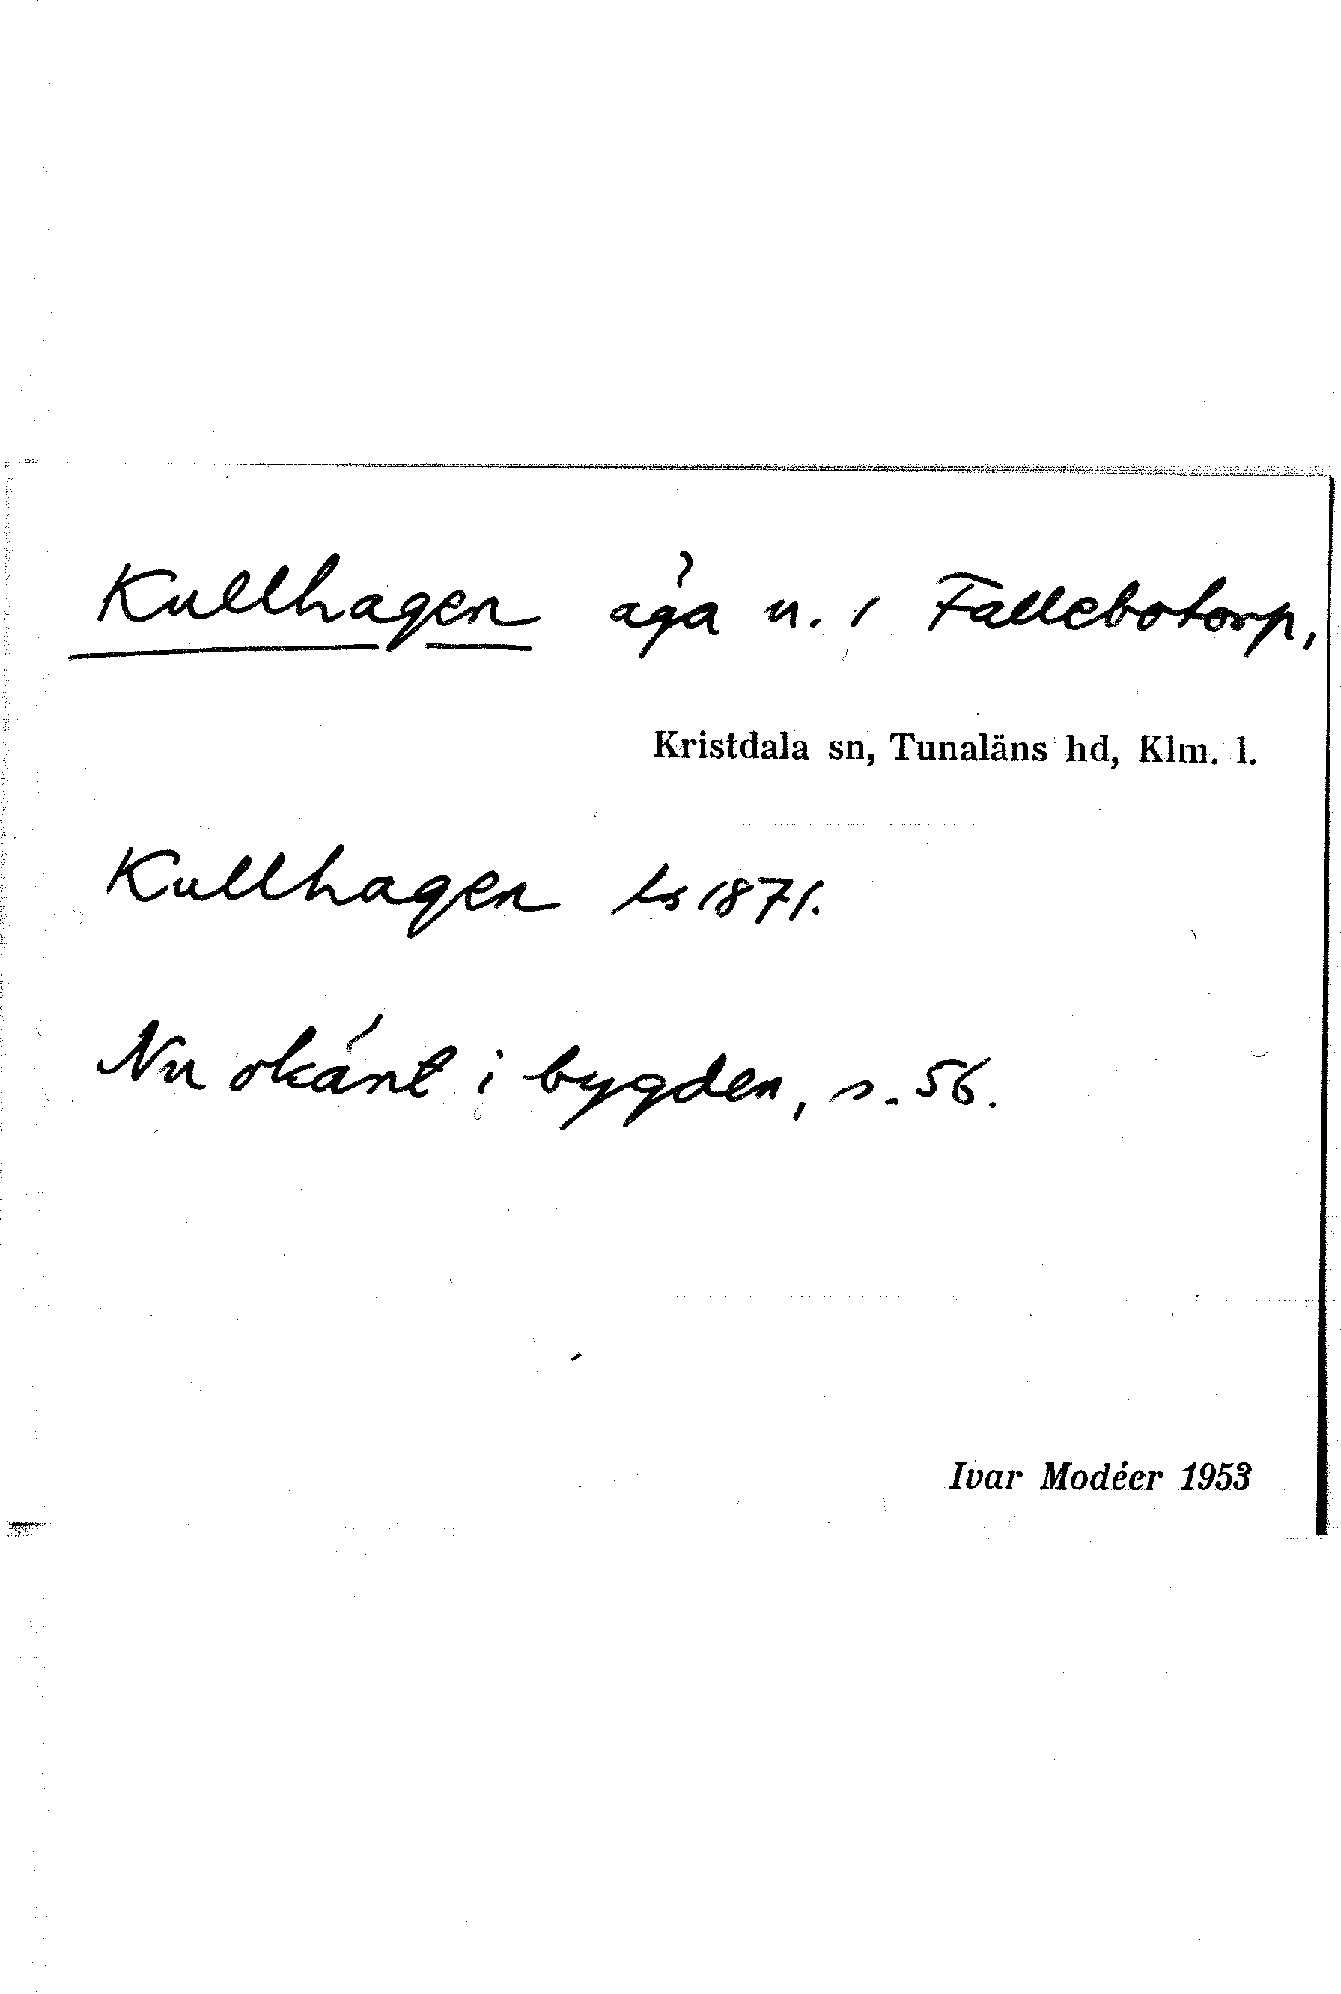 Kullhagen äga n. i Fallebotorp,
Kristdala sn, Tunaläns hd, Klm. l.
Kullhagen Ls 1871.
Nu okänt i bygden, s. 56.
Ivar Modéer 1953